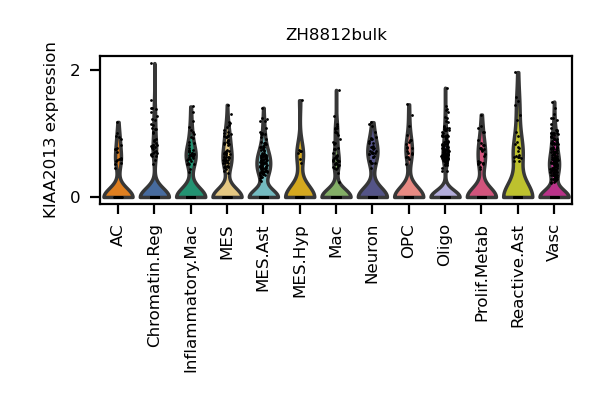 ZH8812bulk
KIAA2013 expression
2
0
AC
Chromatin.Reg
Inflammatory.Mac
MES
MES.Ast
MES.Hyp
Mac
Neuron
OPC
Oligo
Prolif.Metab
Reactive.Ast
Vasc